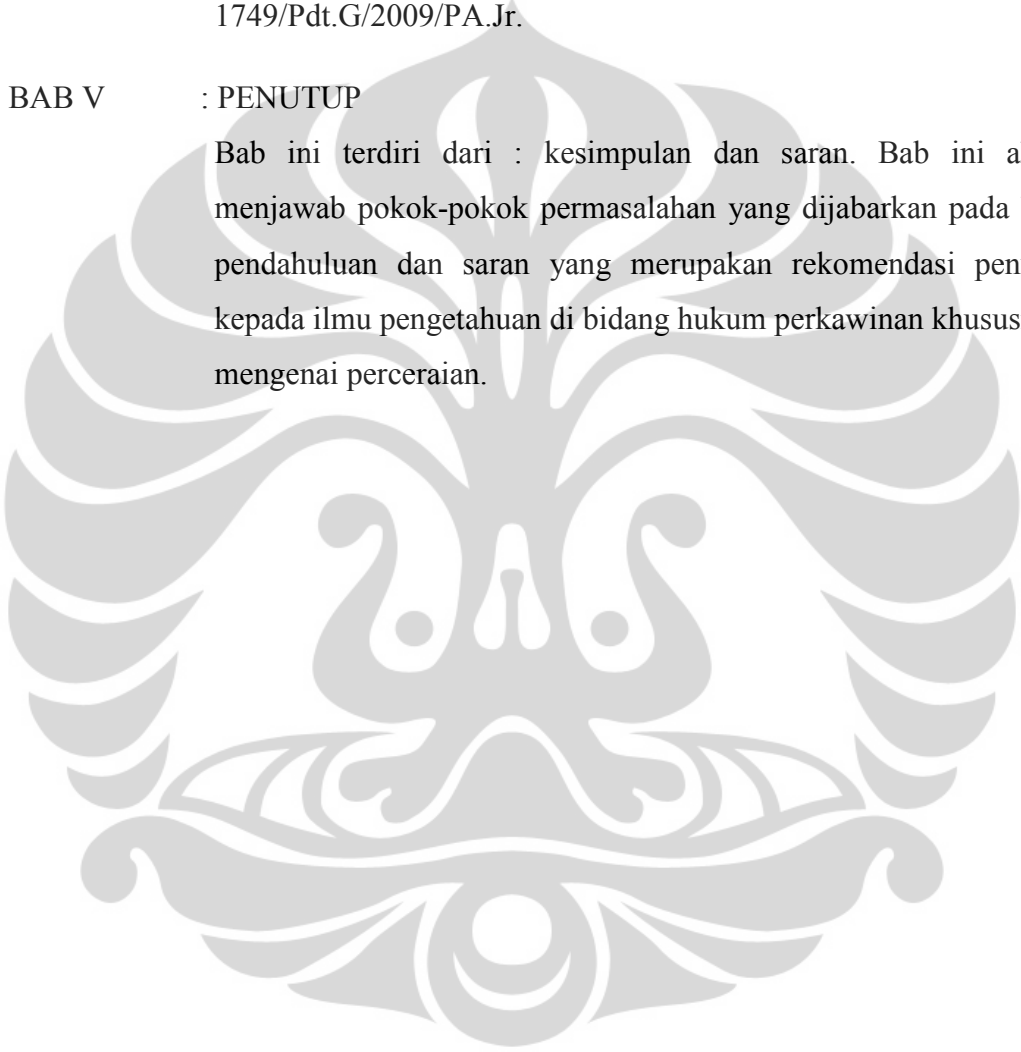 1749/Pdt.G/2009/PA.Jr.
BAB V : PENUTUP
Bab ini terdiri dari : kesimpulan dan saran. Bab ini a
menjawab pokok-pokok permasalahan yang dijabarkan pada
pendahuluan dan saran yang merupakan rekomendasi pen
kepada ilmu pengetahuan di bidang hukum perkawinan khusus
mengenai perceraian.